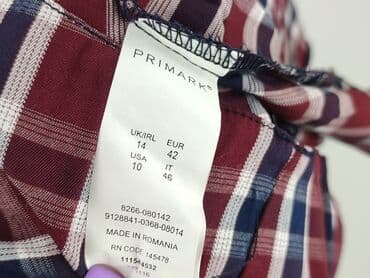 PRIMARK®
UK/IRL EUR
14 42
USA IT
10 46
8266-080142
9128841-0368-08014
MADE IN ROMANIA
RN CODE 145478